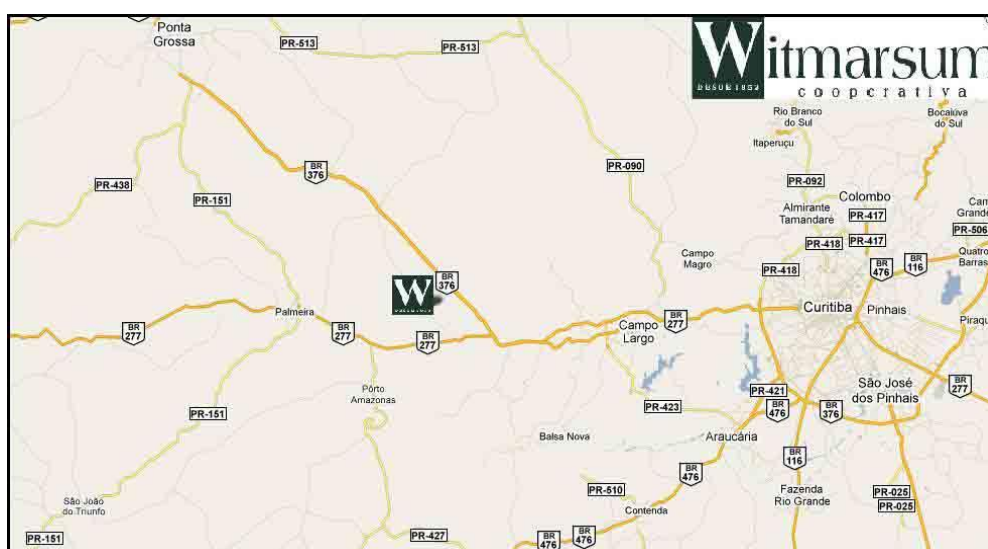 Ponta
Grossa
PR-513
PR-513
Witmarsum
cooperativa
DESDE 1952
Rio Branco
do Sul
Bocaiúva
do Sul
Itaperuçu
BR
376
PR-090
PR-092
PR-438
PR-151
Colombo
Almirante
Tamandaré
PR-417
Grande
PR-506
PR-418
PR-417
Campo
Magro
PR-418
BR
476
BR
116
Quatro
Barras
BR
376
W
Palmeira
Curitiba
Pinhais
Piraqu
BR
277
BR
277
BR
277
Campo
Largo
BR
277
Pôrto
Amazonas
PR-421
São José
dos Pinhais
BR
277
PR-151
PR-423
BR
476
BR
376
Balsa Nova
Araucária
BR
116
BR
476
São João
do Triunfo
PR-510
Contenda
Fazenda
Rio Grande
PR-025
PR-025
PR-151
PR-427
BR
476
BR
476